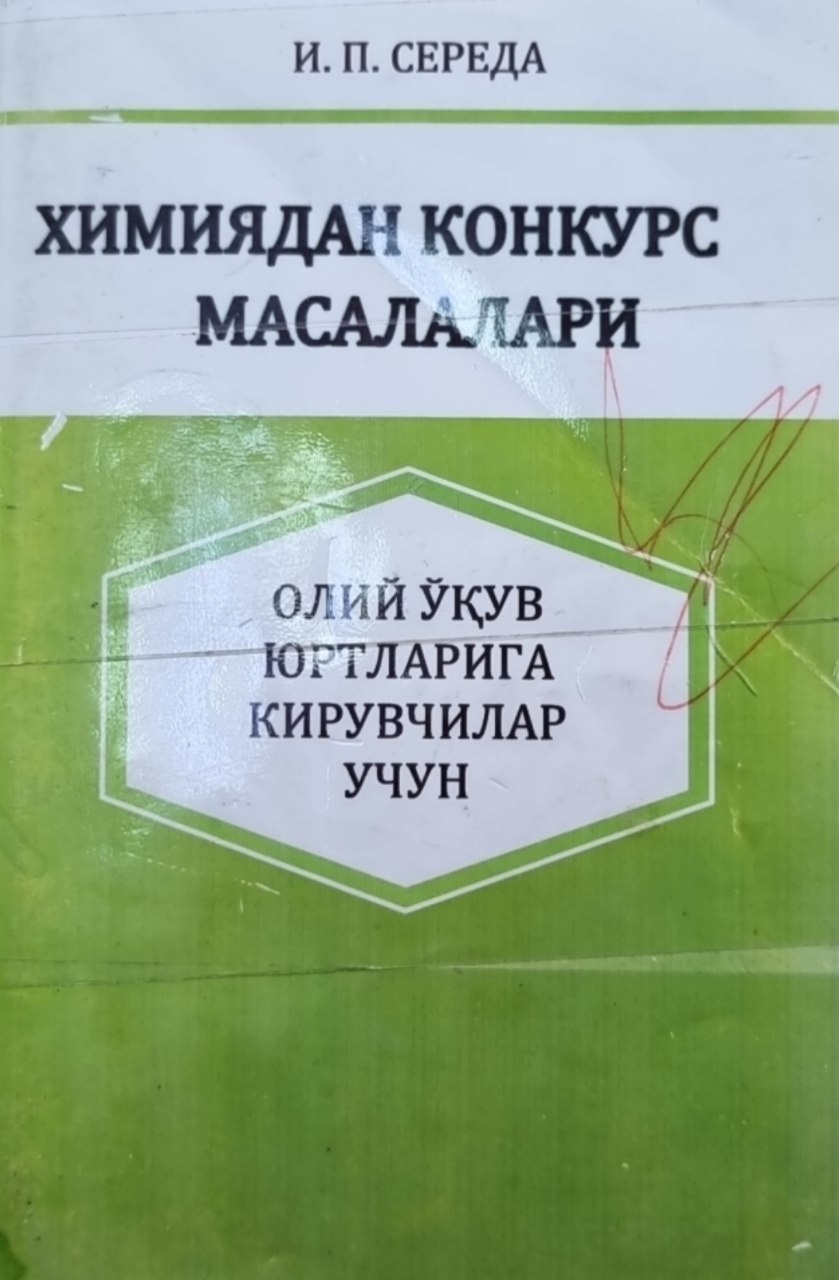 И. П. СЕРЕДА
ХИМИЯДАН КОНКУРС
МАСАЛАЛАРИ
ОЛИЙ ЎҚУВ
ЮРТЛАРИГА
КИРУВЧИЛАР
УЧУН